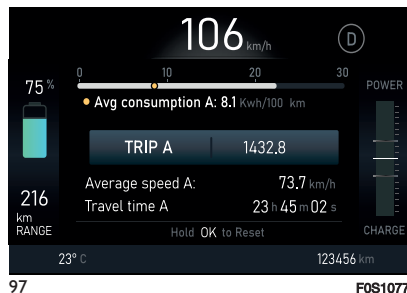 106 km/h
D
75 %
0 10 20 30
POWER
Avg consumption A: 8.1 Kwh/100 km
TRIP A 1432.8
Average speed A: 73.7 km/h
216
km
RANGE
Travel time A 23 h 45 m 02 s
Hold OK to Reset
CHARGE
23° C 123456 km
97 F0S1077